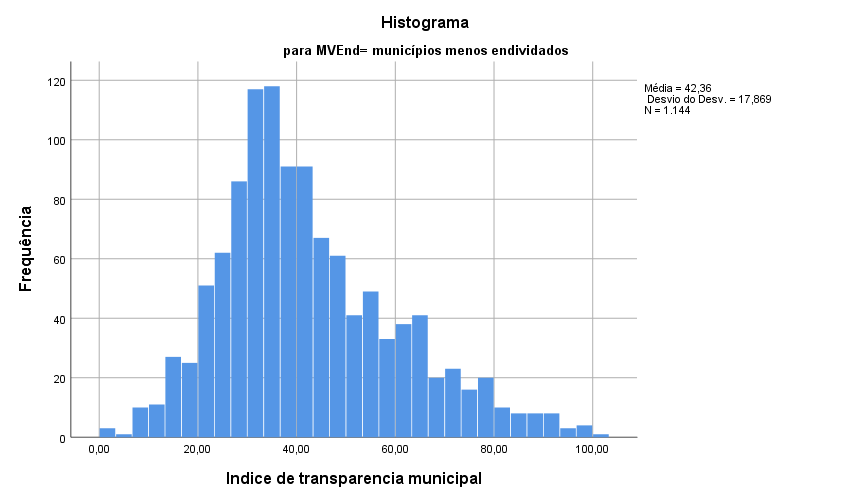 Histograma
para MVEnd= municípios menos endividados
Média = 42,36
Desvio do Desv. = 17,869
N = 1.144
Frequência
120
100
80
60
40
20
0
0,00 20,00 40,00 60,00 80,00 100,00
Indice de transparencia municipal